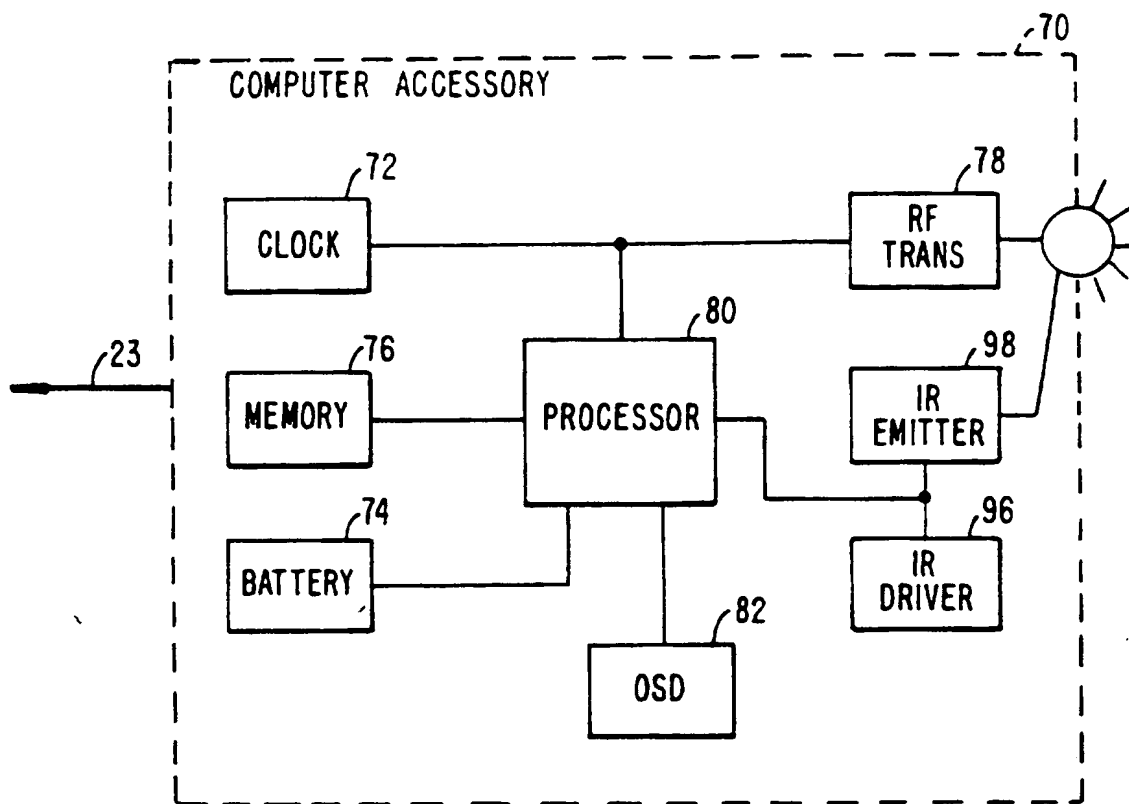 70
COMPUTER ACCESSORY
72
CLOCK
78
RF
TRANS
23
76
MEMORY
80
PROCESSOR
98
IR
EMITTER
74
BATTERY
96
IR
DRIVER
82
OSD